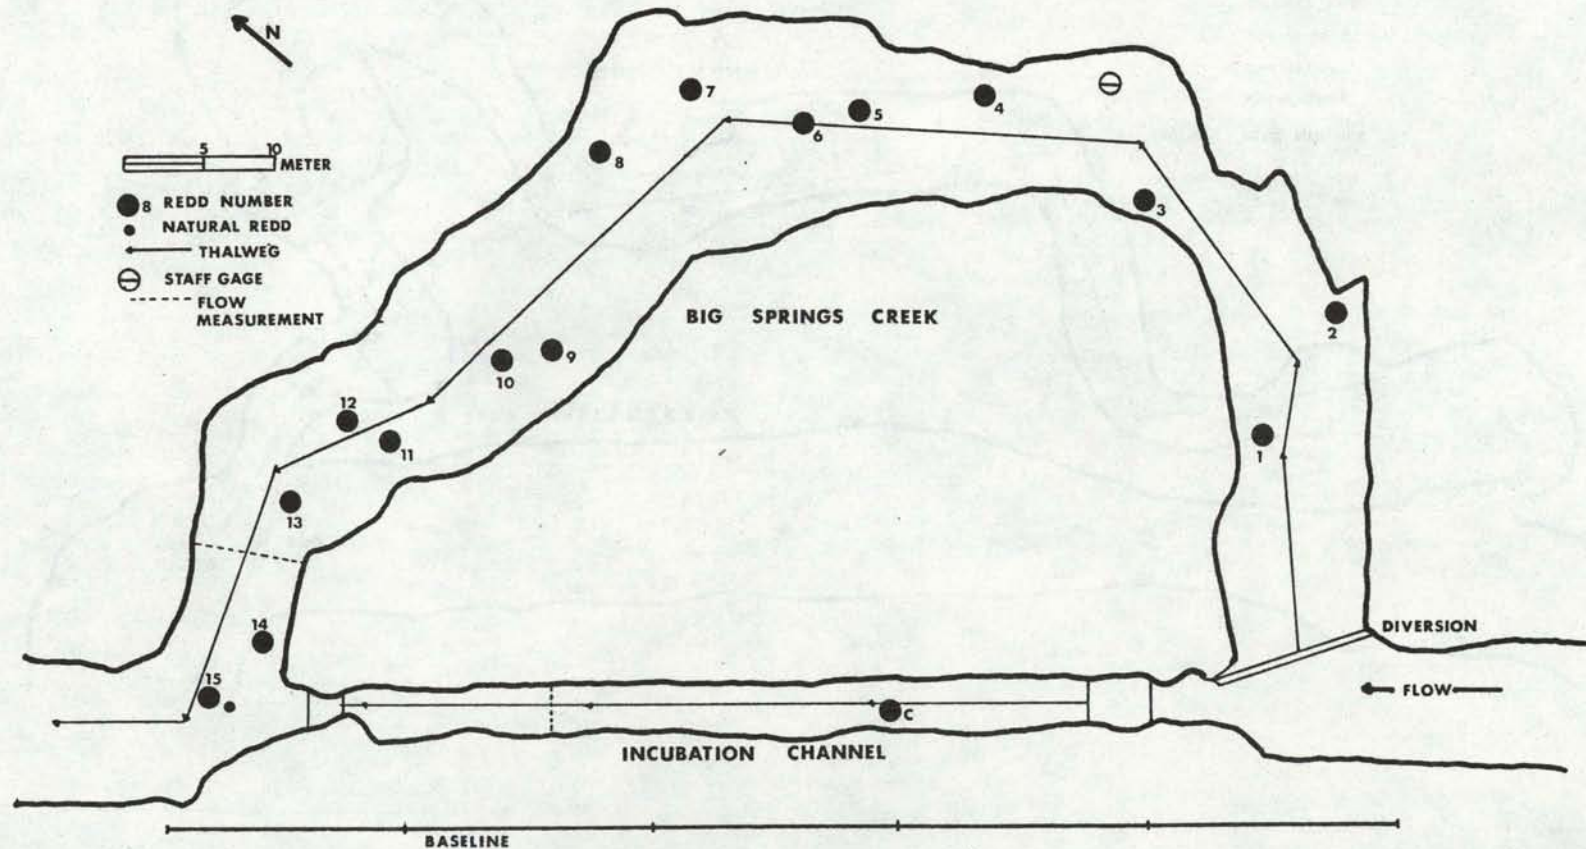 N
5 10
METER
8 REDD NUMBER
NATURAL REDD
THALWEG
STAFF GAGE
FLOW
MEASUREMENT
7
8
6
5
4
3
2
1
BIG SPRINGS CREEK
9
10
12
11
13
14
15
DIVERSION
FLOW
C
INCUBATION CHANNEL
BASELINE